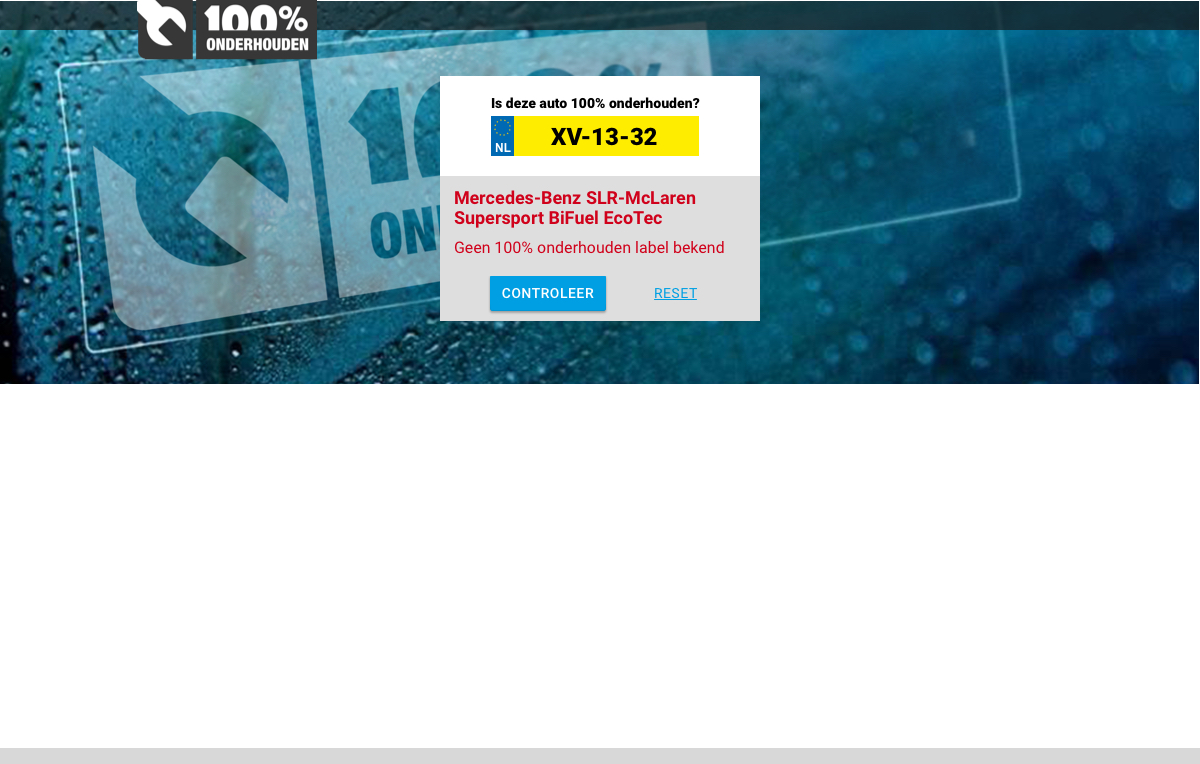 100%
ONDERHOUDEN
Is deze auto 100% onderhouden?
NL
XV-13-32
Mercedes-Benz SLR-McLaren
Supersport BiFuel EcoTec
Geen 100% onderhouden label bekend
CONTROLEER
RESET